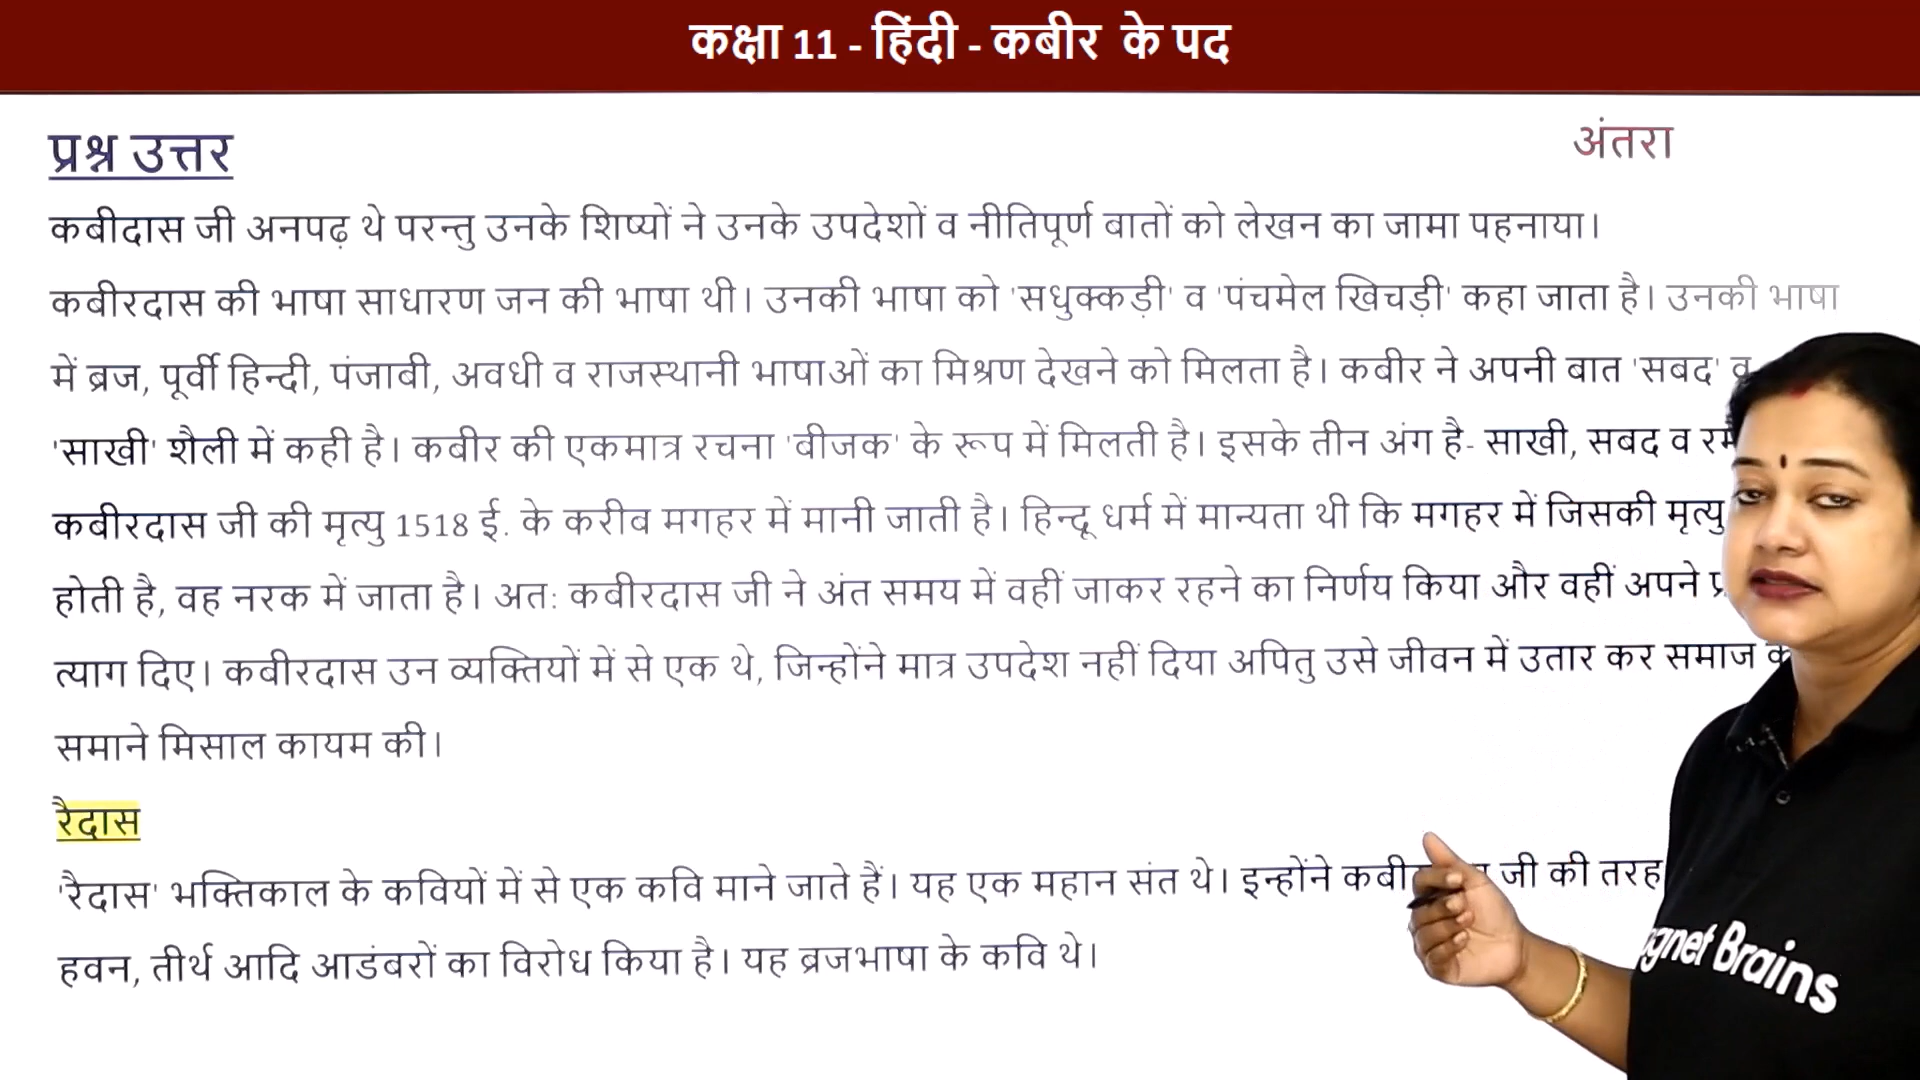 कक्षा 11 - हिंदी - कबीर के पद
प्रश्न उत्तर
अंतरा
कबीदास जी अनपढ़ थे परन्तु उनके शिष्यों ने उनके उपदेशों व नीतिपूर्ण बातों को लेखन का जामा पहनाया।
कबीरदास की भाषा साधारण जन की भाषा थी। उनकी भाषा को 'सधुक्कड़ी' व 'पंचमेल खिचड़ी' कहा जाता है। उनकी भाषा
में ब्रज, पूर्वी हिन्दी, पंजाबी, अवधी व राजस्थानी भाषाओं का मिश्रण देखने को मिलता है। कबीर ने अपनी बात 'सबद' व
'साखी' शैली में कही है। कबीर की एकमात्र रचना 'बीजक' के रूप में मिलती है। इसके तीन अंग है- साखी, सबद व
कबीरदास जी की मृत्यु 1518 ई. के करीब मगहर में मानी जाती है। हिन्दू धर्म में मान्यता थी कि मगहर में जिसकी मृत्यु
होती है, वह नरक में जाता है। अत: कबीरदास जी ने अंत समय में वहीं जाकर रहने का निर्णय किया और वहीं अपने
त्याग दिए। कबीरदास उन व्यक्तियों में से एक थे, जिन्होंने मात्र उपदेश नहीं दिया अपितु उसे जीवन में उतार कर समाज
समाने मिसाल कायम की।
रैदास
'रैदास' भक्तिकाल के कवियों में से एक कवि माने जाते हैं। यह एक महान संत थे। इन्होंने जी की तरह
हवन, तीर्थ आदि आडंबरों का विरोध किया है। यह ब्रजभाषा के कवि थे।
Brains